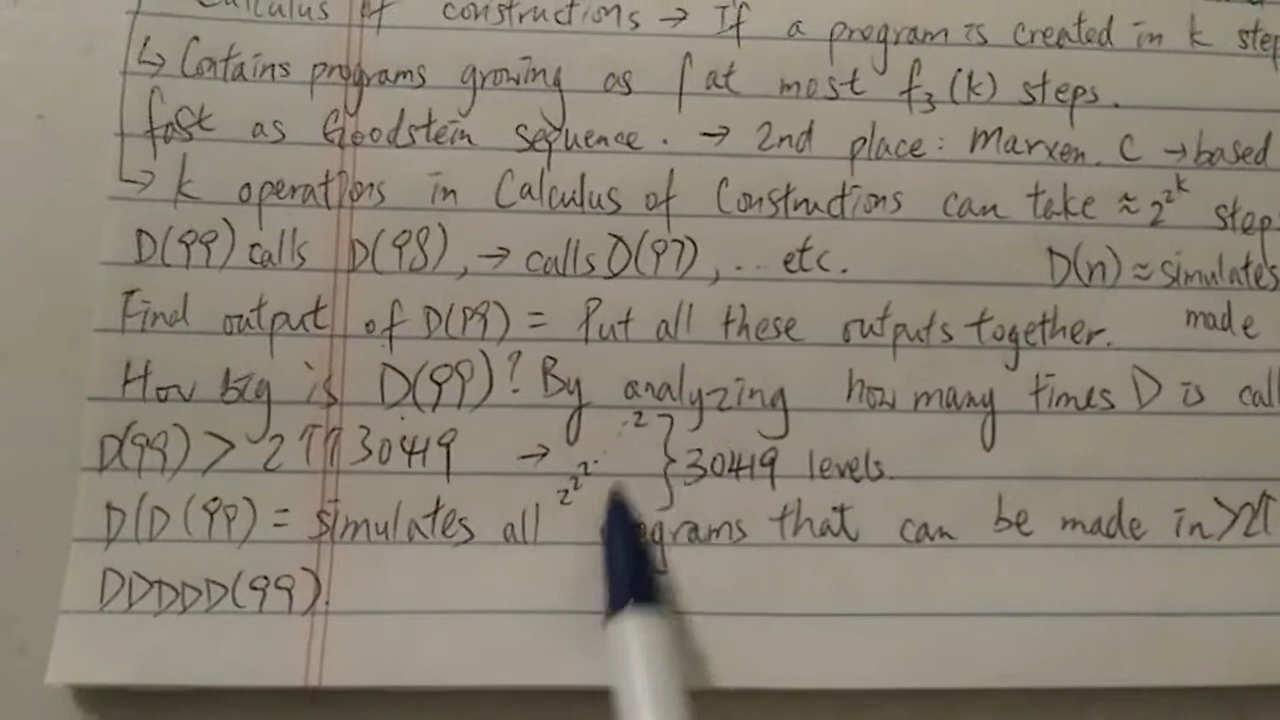 Calculus of constructions → If a program is created in k step
↳ Contains programs growing as at most f₃(k) steps.
fast as Goodstein sequence. → 2nd place: Marxen. C → based
↳ k operations in Calculus of Constructions can take ≈ 2^2^k step
D(99) calls D(98), → calls D(97), ... etc. D(n) = simulates
Find output of D(99) = Put all these outputs together. made
How big is D(99)? By analyzing how many times D is call
D(99) > 2↑↑30419 → 2^2^2^...^2 } 30419 levels.
D(D(99) = simulates all programs that can be made in > 2↑
DDDDD(99).